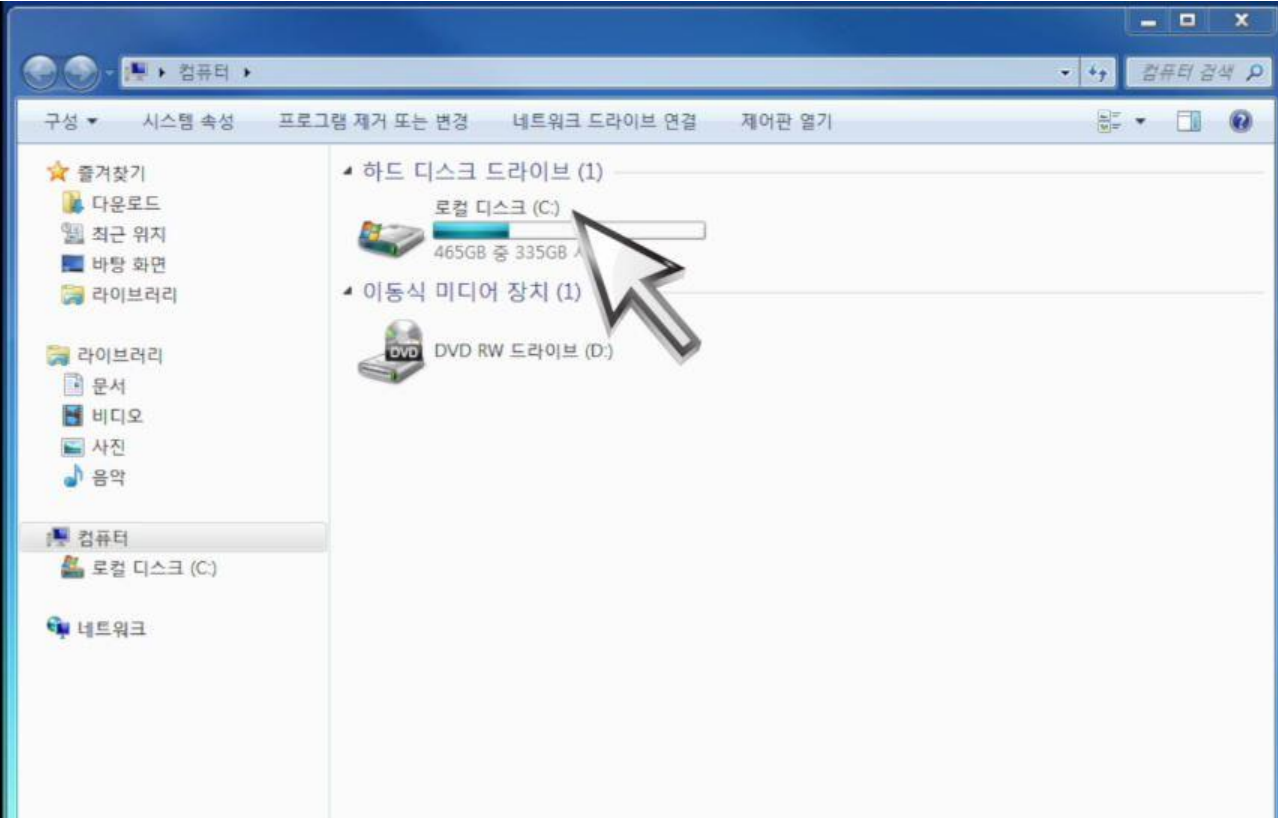 컴퓨터
컴퓨터 검색
구성 시스템 속성 프로그램 제거 또는 변경 네트워크 드라이브 연결 제어판 열기
즐겨찾기
다운로드
최근 위치
바탕 화면
라이브러리
라이브러리
문서
비디오
사진
음악
컴퓨터
로컬 디스크 (C:)
네트워크
하드 디스크 드라이브 (1)
로컬 디스크 (C:)
465GB 중 335GB
이동식 미디어 장치 (1)
DVD
DVD RW 드라이브 (D:)